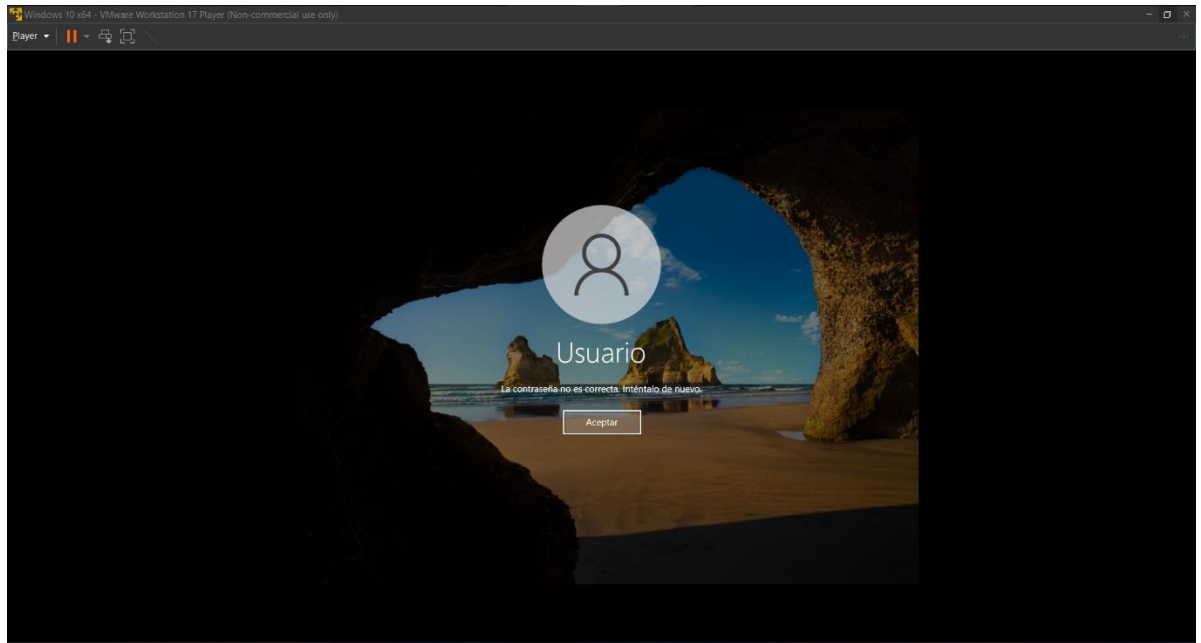 Windows 10 x64 - VMware Workstation 17 Player (Non-commercial use only)
Player
Usuario
La contraseña no es correcta. Inténtalo de nuevo.
Aceptar